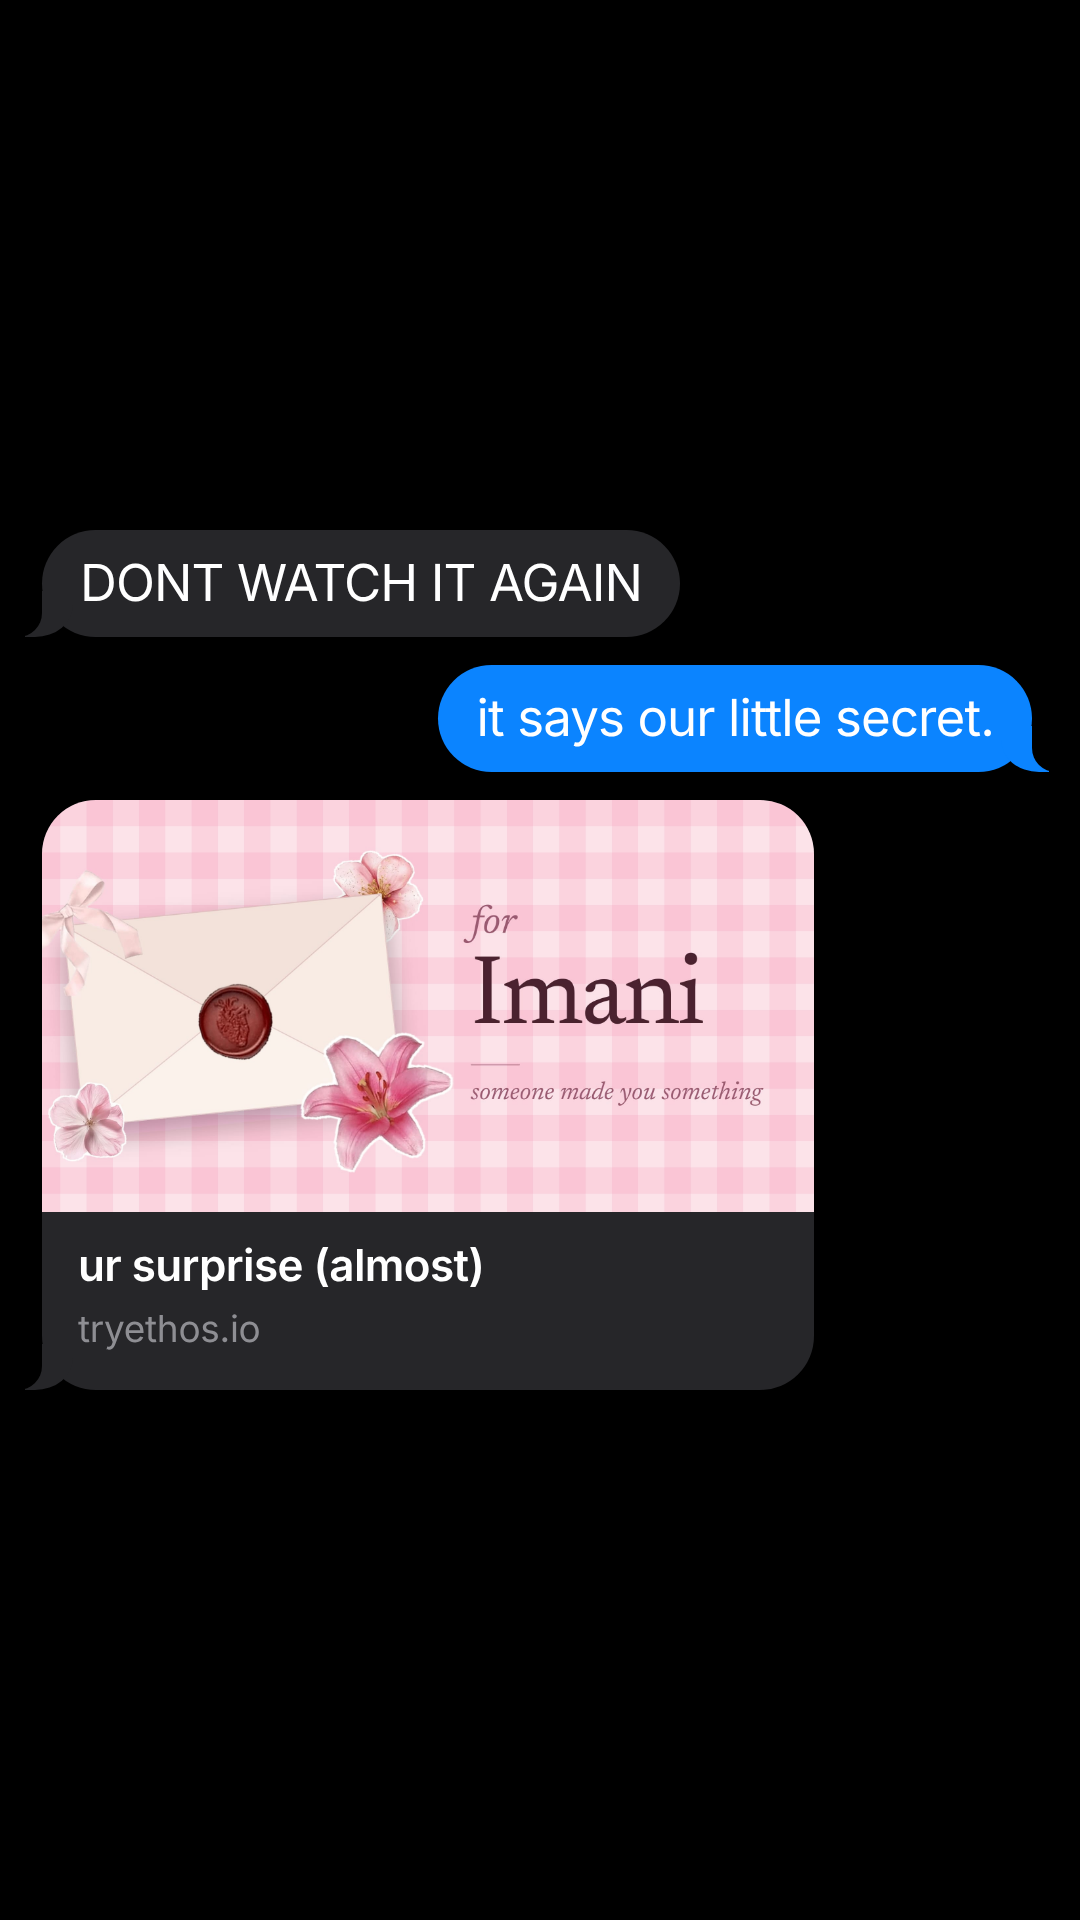 DONT WATCH IT AGAIN
it says our little secret.
for
Imani
someone made you something
ur surprise (almost)
tryethos.io